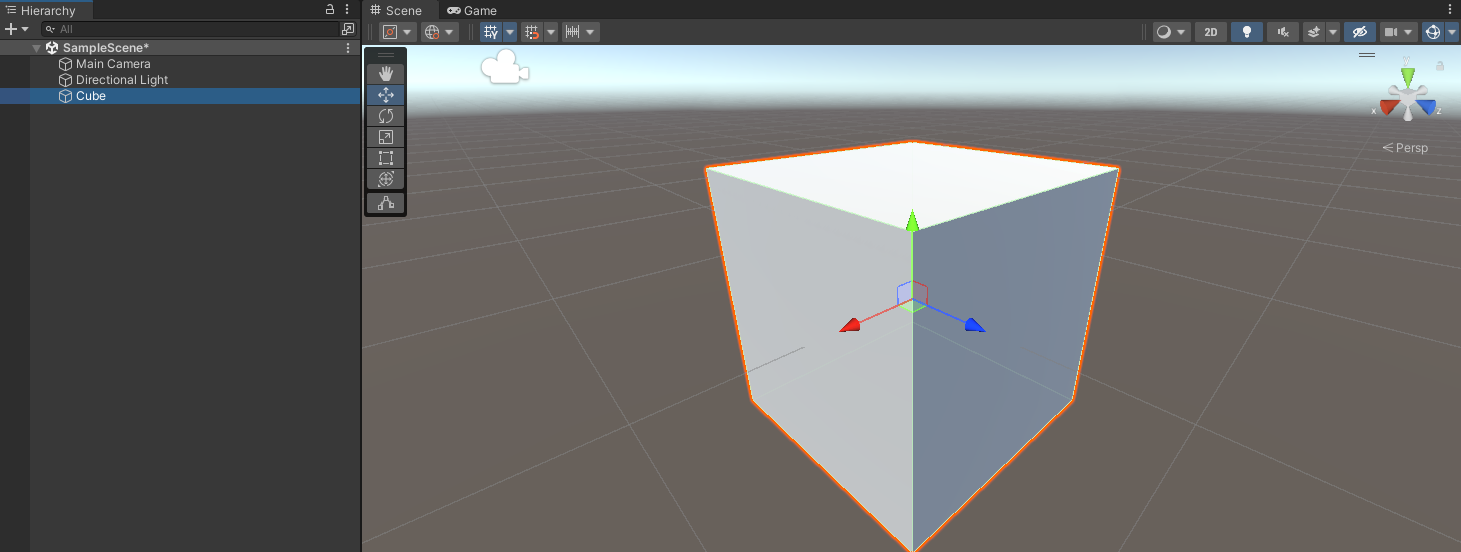 Hierarchy
All
SampleScene*
Main Camera
Directional Light
Cube
Scene
Game
2D
y
x
z
Persp